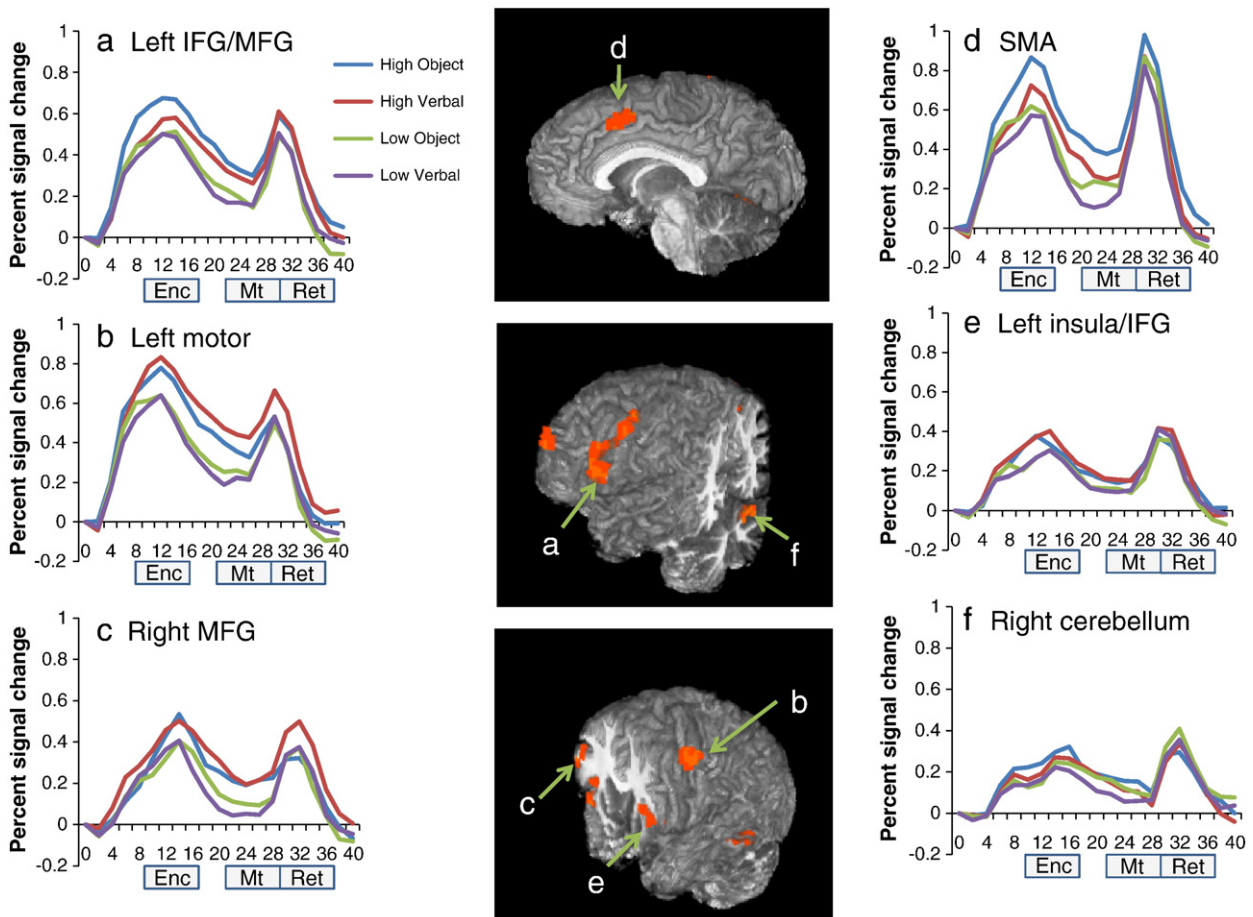 a Left IFG/MFG
Percent signal change
1
0.8
0.6
0.4
0.2
0
-0.2
0 4 8 12 16 20 24 28 32 36 40
Enc Mt Ret
High Object
High Verbal
Low Object
Low Verbal
b Left motor
Percent signal change
1
0.8
0.6
0.4
0.2
0
-0.2
0 4 8 12 16 20 24 28 32 36 40
Enc Mt Ret
c Right MFG
Percent signal change
1
0.8
0.6
0.4
0.2
0
-0.2
0 4 8 12 16 20 24 28 32 36 40
Enc Mt Ret
d
a
f
b
c
e
d SMA
Percent signal change
1
0.8
0.6
0.4
0.2
0
-0.2
0 4 8 12 16 20 24 28 32 36 40
Enc Mt Ret
e Left insula/IFG
Percent signal change
1
0.8
0.6
0.4
0.2
0
-0.2
0 4 8 12 16 20 24 28 32 36 40
Enc Mt Ret
f Right cerebellum
Percent signal change
1
0.8
0.6
0.4
0.2
0
-0.2
0 4 8 12 16 20 24 28 32 36 40
Enc Mt Ret